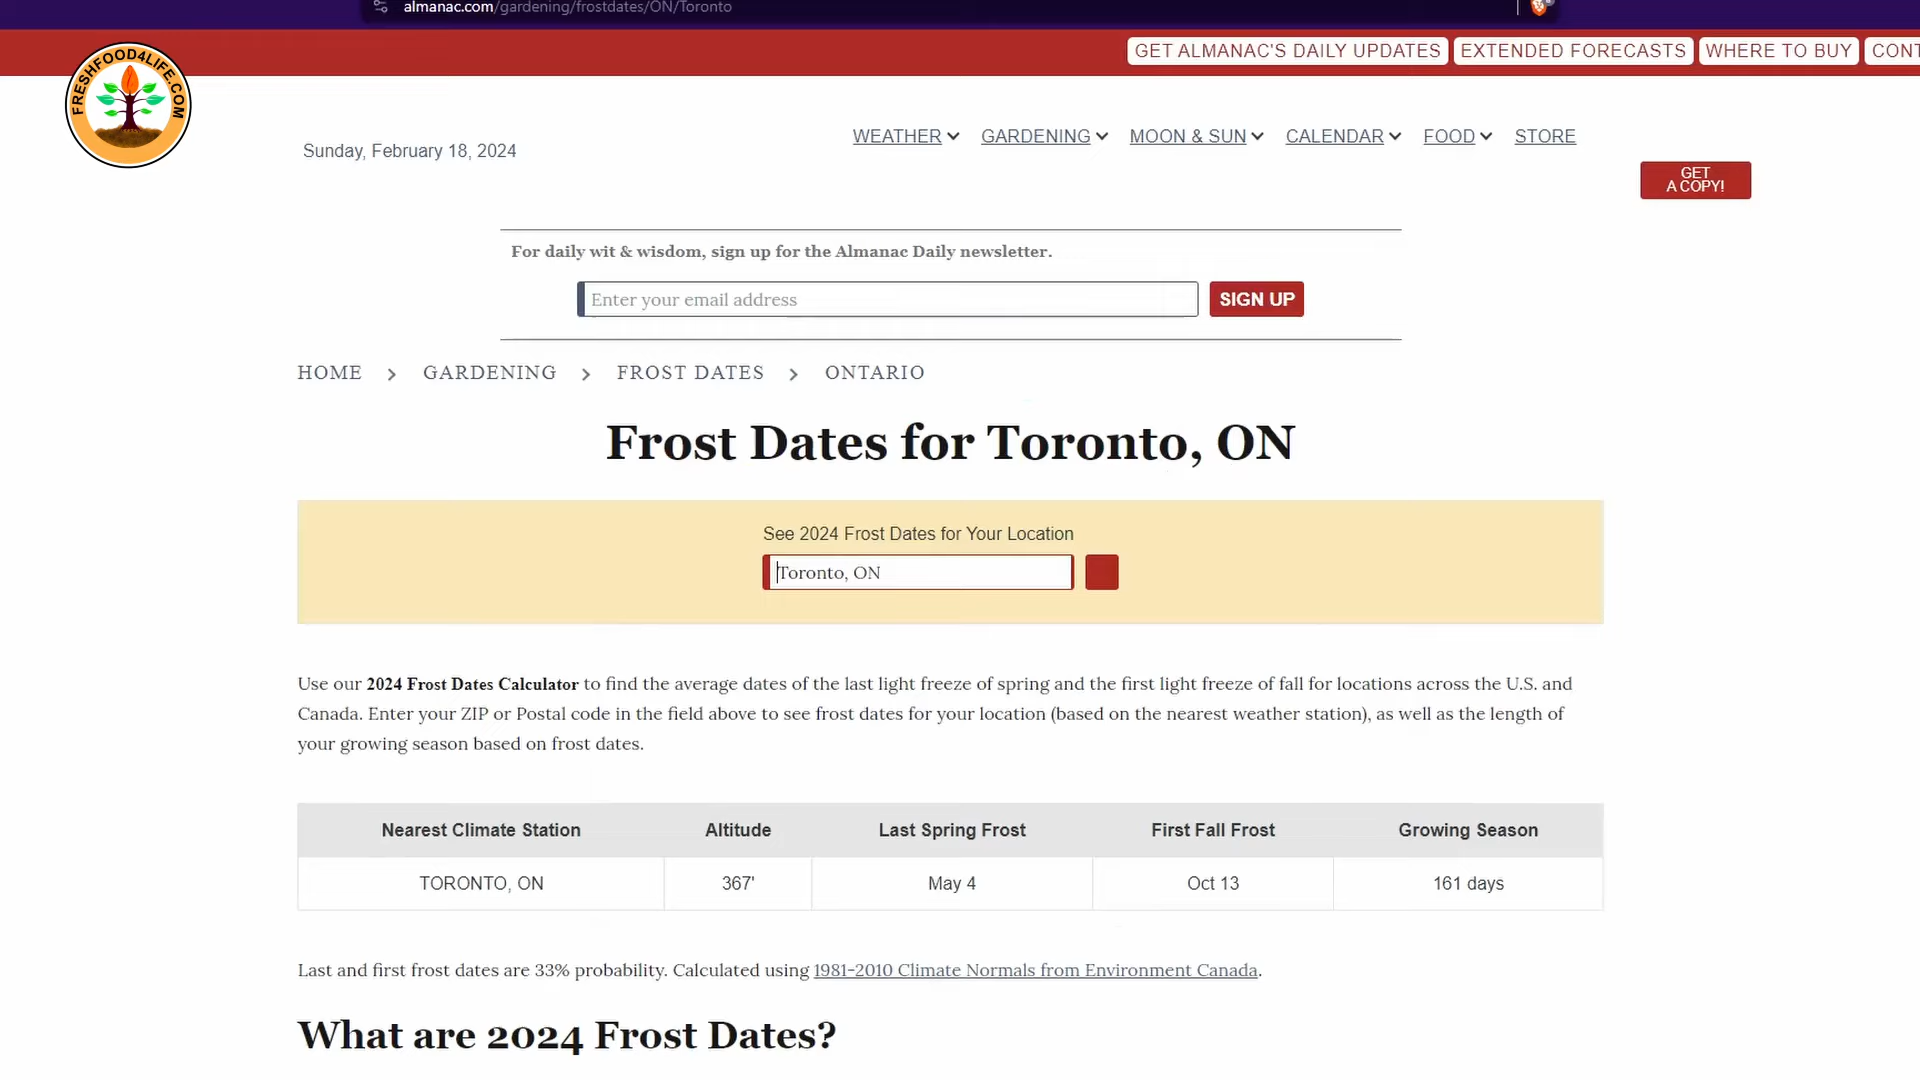 almanac.com/gardening/frostdates/ON/Toronto
GET ALMANAC'S DAILY UPDATES EXTENDED FORECASTS WHERE TO BUY CONT
FRESHFOOD4LIFE.COM
WEATHER GARDENING MOON & SUN CALENDAR FOOD STORE
Sunday, February 18, 2024
GET
A COPY!
For daily wit & wisdom, sign up for the Almanac Daily newsletter.
Enter your email address SIGN UP
HOME > GARDENING > FROST DATES > ONTARIO
Frost Dates for Toronto, ON
See 2024 Frost Dates for Your Location
Toronto, ON
Use our 2024 Frost Dates Calculator to find the average dates of the last light freeze of spring and the first light freeze of fall for locations across the U.S. and
Canada. Enter your ZIP or Postal code in the field above to see frost dates for your location (based on the nearest weather station), as well as the length of
your growing season based on frost dates.
Nearest Climate Station Altitude Last Spring Frost First Fall Frost Growing Season
TORONTO, ON 367' May 4 Oct 13 161 days
Last and first frost dates are 33% probability. Calculated using 1981-2010 Climate Normals from Environment Canada.
What are 2024 Frost Dates?